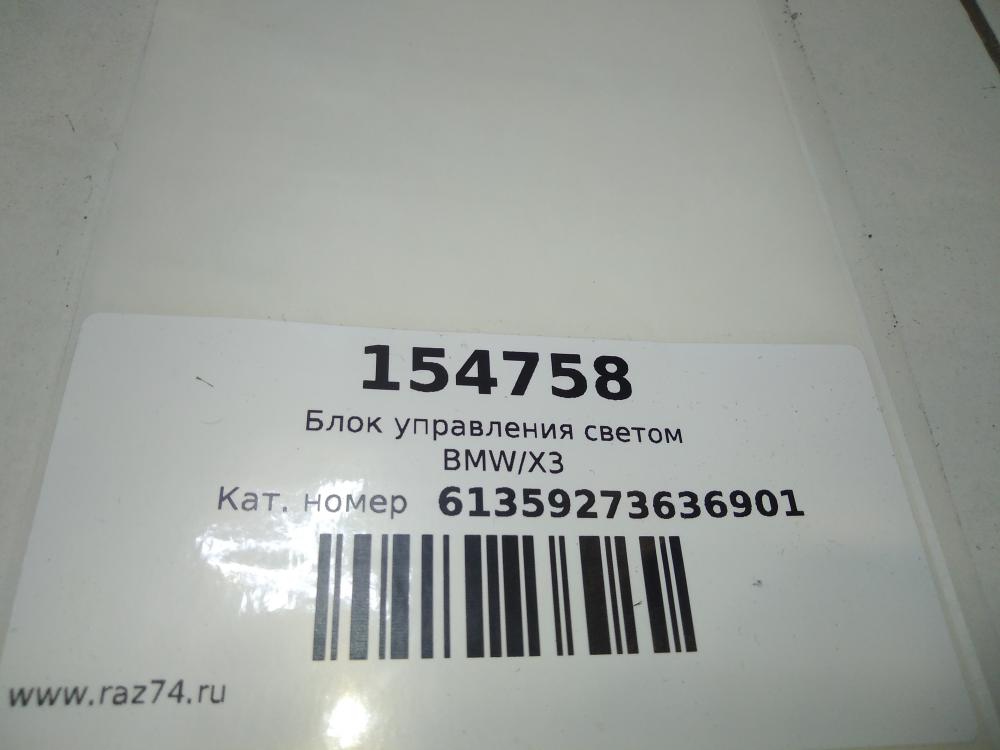 154758
Блок управления светом
BMW/X3
Кат. номер 61359273636901
www.raz74.ru